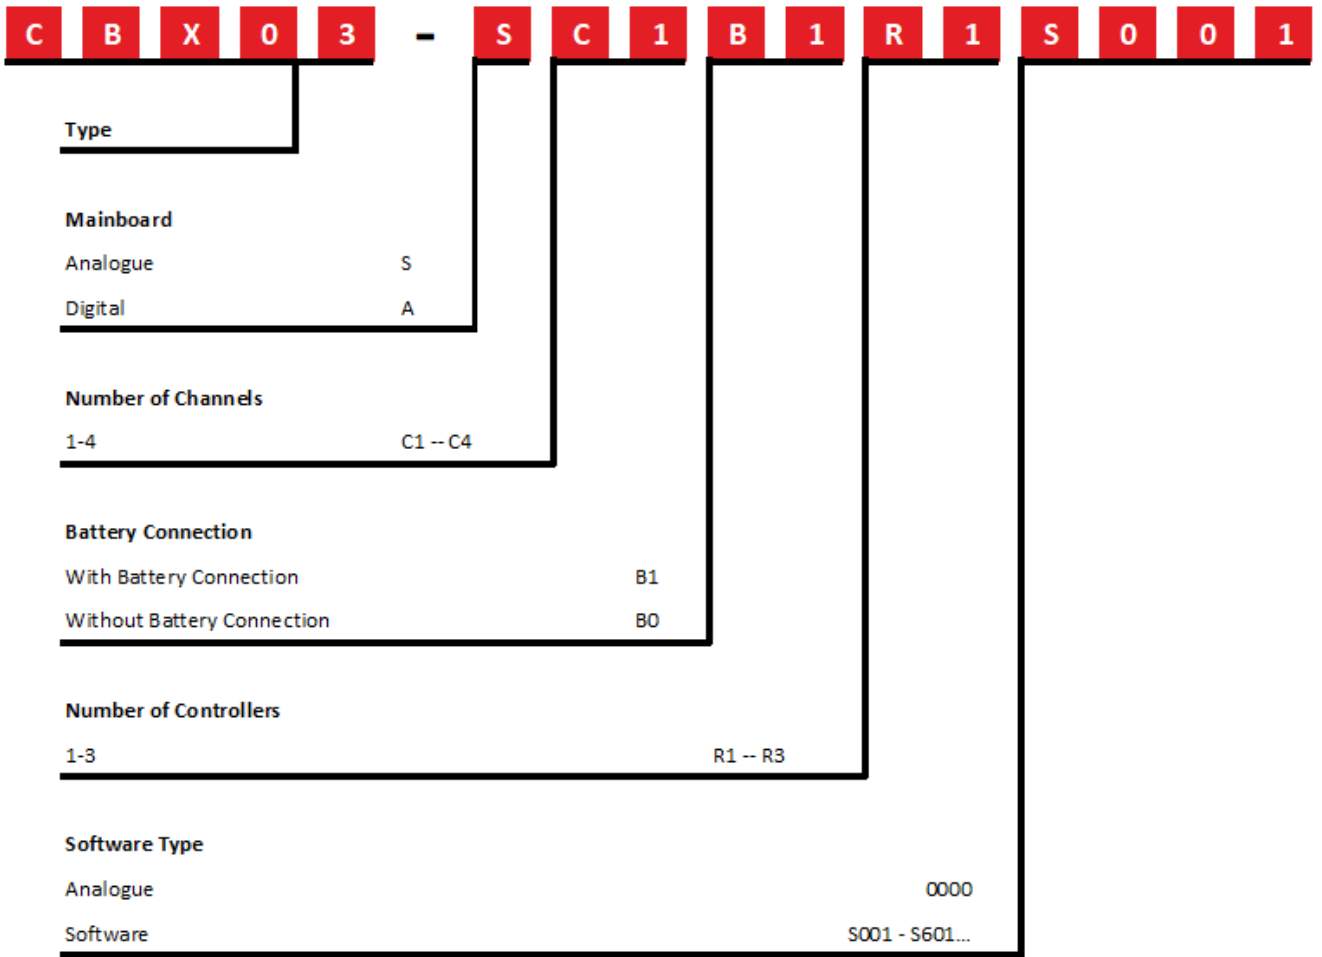 C B X 0 3 - S C 1 B 1 R 1 S 0 0 1
Type
Mainboard
Analogue S
Digital A
Number of Channels
1-4 C1 -- C4
Battery Connection
With Battery Connection B1
Without Battery Connection B0
Number of Controllers
1-3 R1 -- R3
Software Type
Analogue 0000
Software S001 - S601...